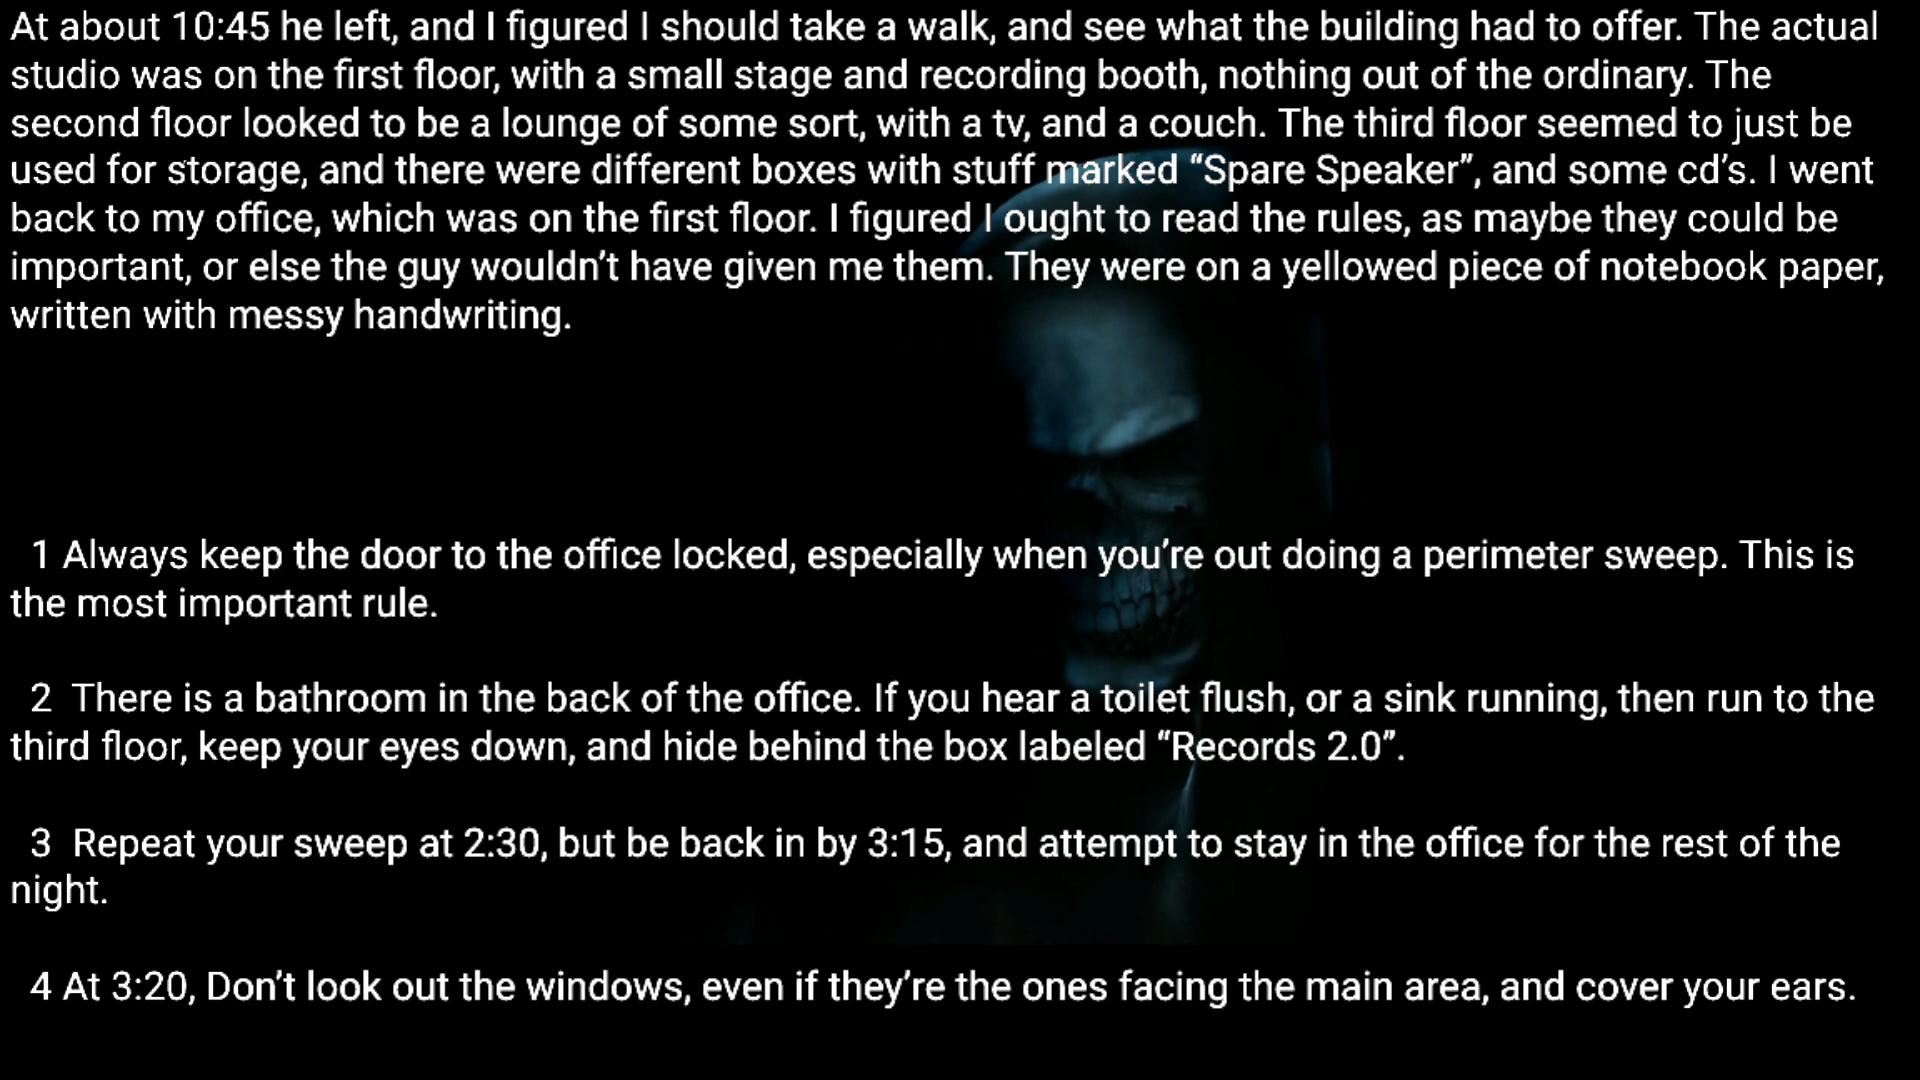 At about 10:45 he left, and I figured I should take a walk, and see what the building had to offer. The actual
studio was on the first floor, with a small stage and recording booth, nothing out of the ordinary. The
second floor looked to be a lounge of some sort, with a tv, and a couch. The third floor seemed to just be
used for storage, and there were different boxes with stuff marked “Spare Speaker”, and some cd’s. I went
back to my office, which was on the first floor. I figured I ought to read the rules, as maybe they could be
important, or else the guy wouldn’t have given me them. They were on a yellowed piece of notebook paper,
written with messy handwriting.
1 Always keep the door to the office locked, especially when you’re out doing a perimeter sweep. This is
the most important rule.
2 There is a bathroom in the back of the office. If you hear a toilet flush, or a sink running, then run to the
third floor, keep your eyes down, and hide behind the box labeled “Records 2.0”.
3 Repeat your sweep at 2:30, but be back in by 3:15, and attempt to stay in the office for the rest of the
night.
4 At 3:20, Don’t look out the windows, even if they’re the ones facing the main area, and cover your ears.